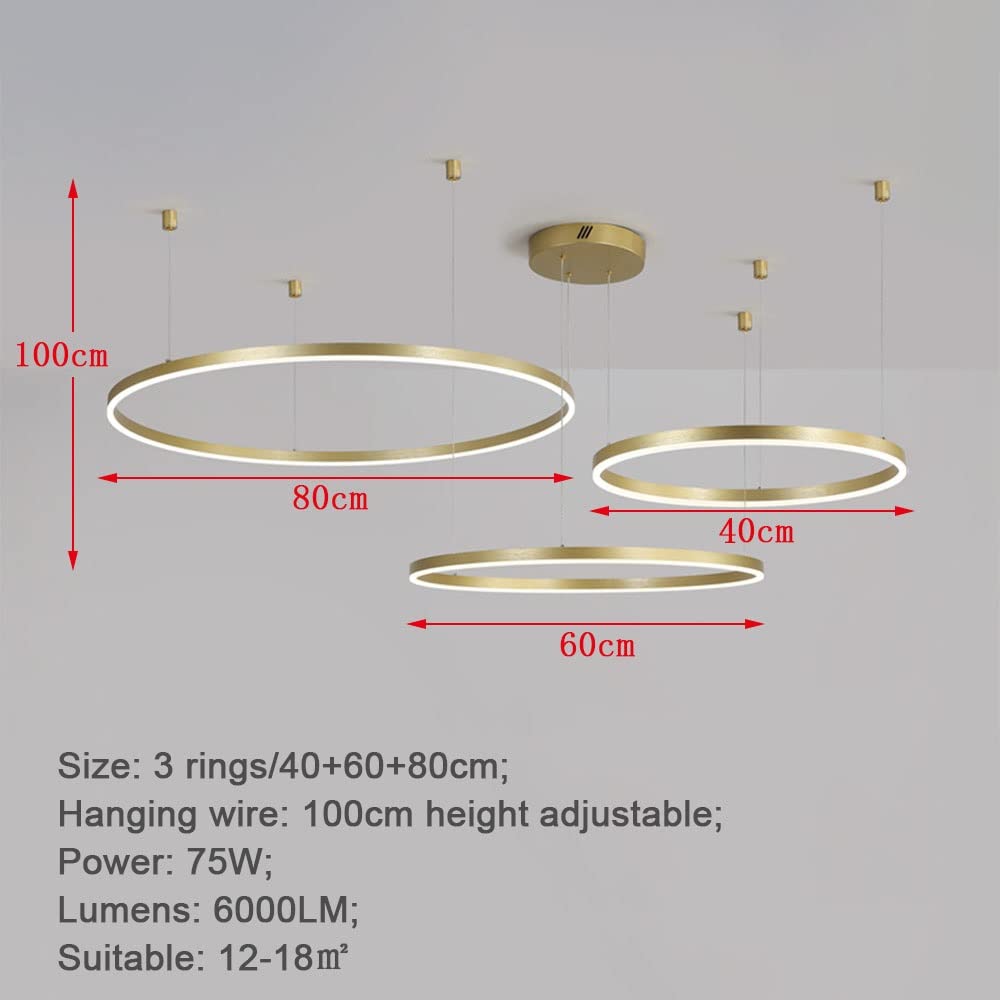 100cm
80cm
40cm
60cm
Size: 3 rings/40+60+80cm;
Hanging wire: 100cm height adjustable;
Power: 75W;
Lumens: 6000LM;
Suitable: 12-18㎡